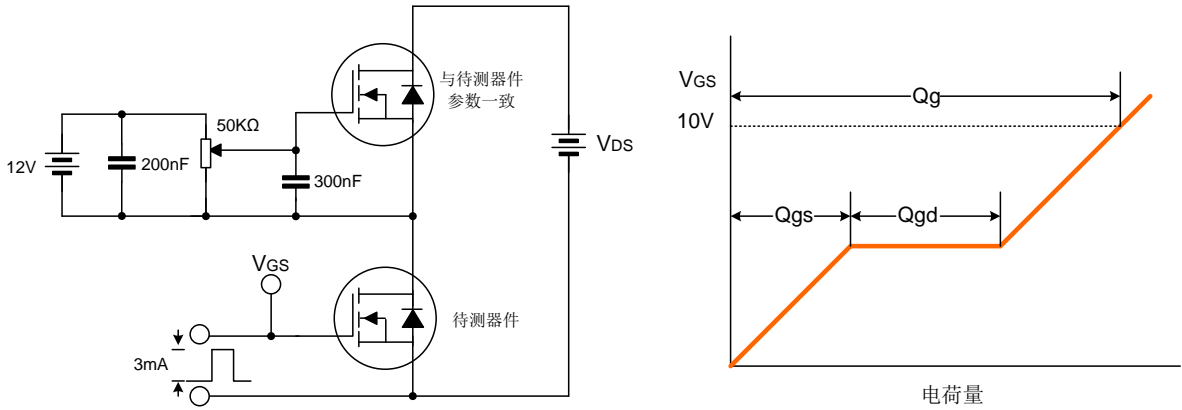 与待测器件
参数一致
50KΩ
12V
200nF
300nF
VDS
VGS
待测器件
3mA
VGS
Qg
10V
Qgs
Qgd
电荷量